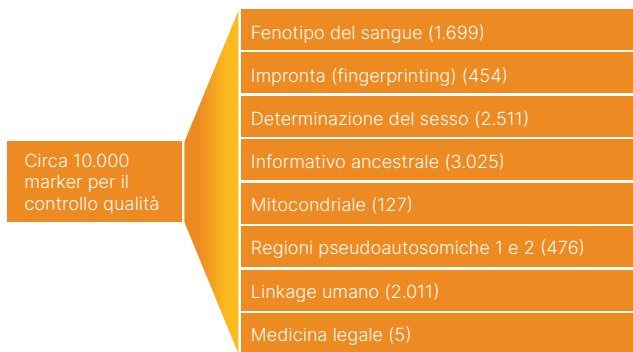 Circa 10.000
marker per il
controllo qualità
Fenotipo del sangue (1.699)
Impronta (fingerprinting) (454)
Determinazione del sesso (2.511)
Informativo ancestrale (3.025)
Mitocondriale (127)
Regioni pseudoautosomiche 1 e 2 (476)
Linkage umano (2.011)
Medicina legale (5)